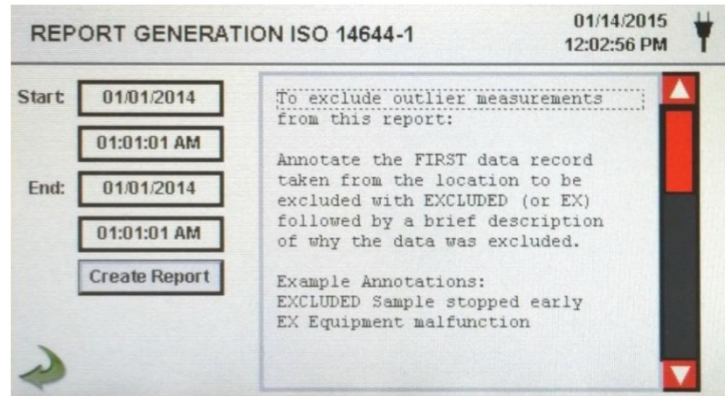 REPORT GENERATION ISO 14644-1
01/14/2015
12:02:56 PM
Start:
01/01/2014
01:01:01 AM
End:
01/01/2014
01:01:01 AM
Create Report
To exclude outlier measurements
from this report:
Annotate the FIRST data record
taken from the location to be
excluded with EXCLUDED (or EX)
followed by a brief description
of why the data was excluded.
Example Annotations:
EXCLUDED Sample stopped early
EX Equipment malfunction